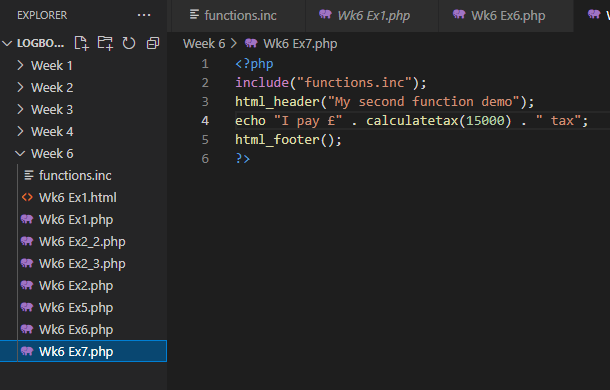 EXPLORER
functions.inc
Wk6 Ex1.php
Wk6 Ex6.php
LOGBO...
Week 6 > Wk6 Ex7.php
Week 1
Week 2
Week 3
Week 4
Week 6
functions.inc
Wk6 Ex1.html
Wk6 Ex1.php
Wk6 Ex2_2.php
Wk6 Ex2_3.php
Wk6 Ex2.php
Wk6 Ex5.php
Wk6 Ex6.php
Wk6 Ex7.php
1 <?php
2 include("functions.inc");
3 html_header("My second function demo");
4 echo "I pay £" . calculatetax(15000) . " tax";
5 html_footer();
6 ?>